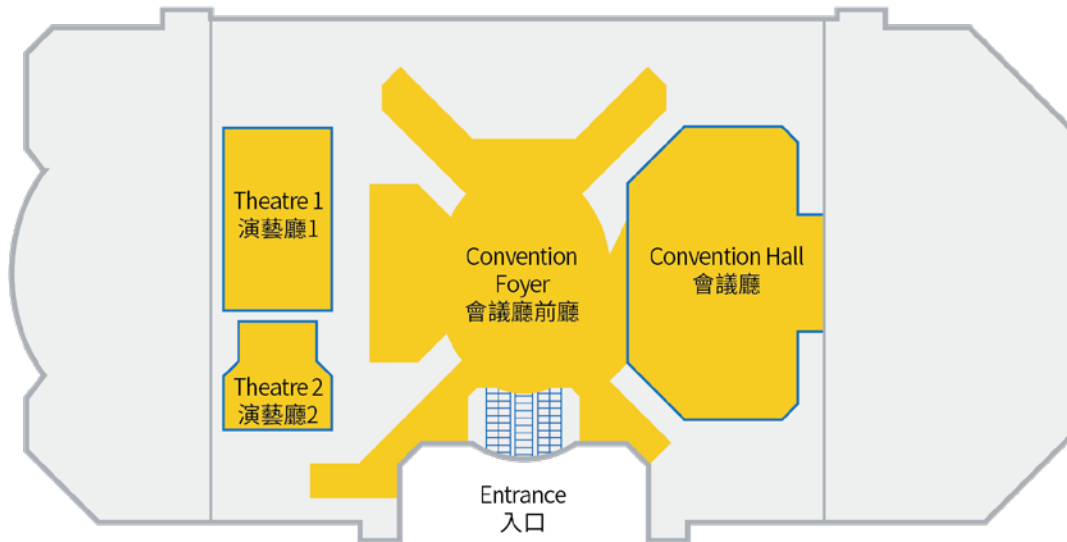 Theatre 1
演藝廳1
Theatre 2
演藝廳2
Convention
Foyer
會議廳前廳
Convention Hall
會議廳
Entrance
入口